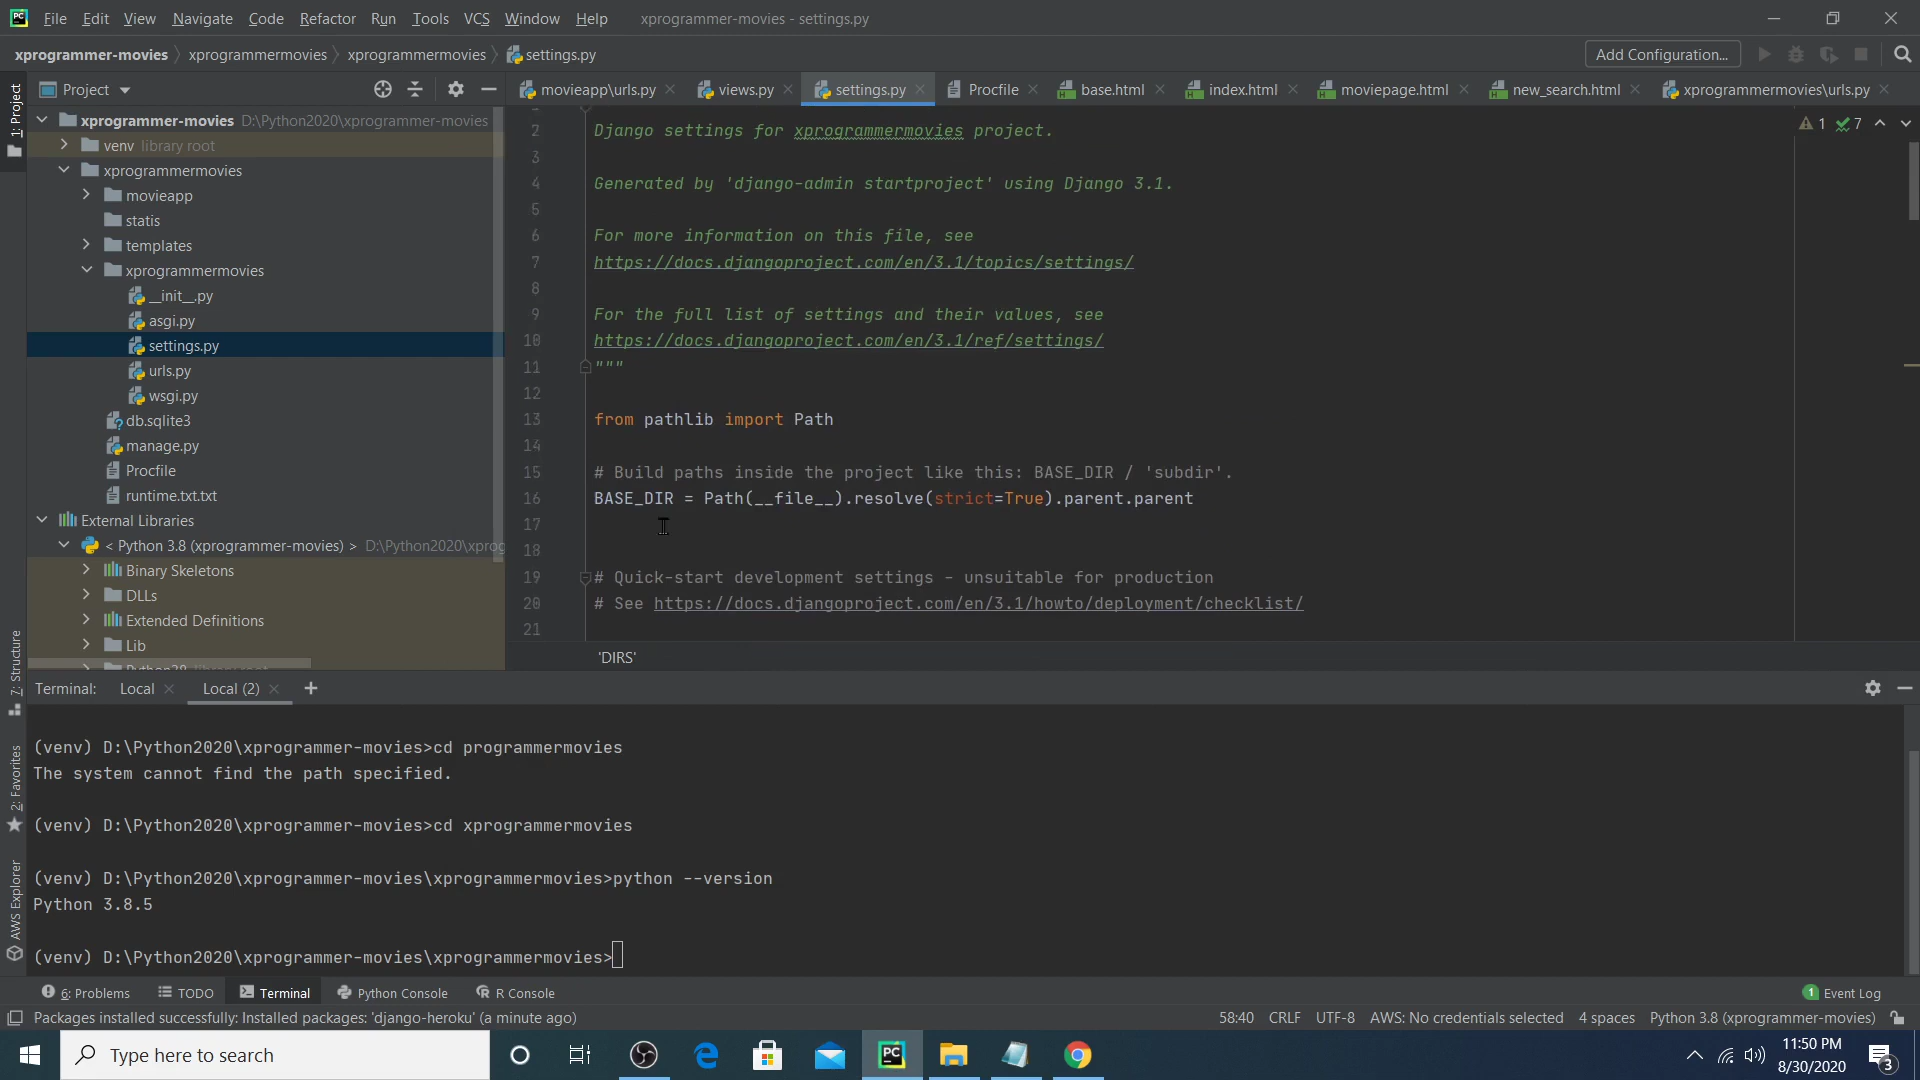 File Edit View Navigate Code Refactor Run Tools VCS Window Help xprogrammer-movies - settings.py
xprogrammer-movies xprogrammermovies xprogrammermovies settings.py
Add Configuration...
1: Project
Project
movieapp\urls.py views.py settings.py Procfile base.html index.html moviepage.html new_search.html xprogrammermovies\urls.py
xprogrammer-movies D:\Python2020\xprogrammer-movies
venv library root
xprogrammermovies
movieapp
statis
templates
xprogrammermovies
__init__.py
asgi.py
settings.py
urls.py
wsgi.py
db.sqlite3
manage.py
Procfile
runtime.txt.txt
External Libraries
< Python 3.8 (xprogrammer-movies) > D:\Python2020\xprog
Binary Skeletons
DLLs
Extended Definitions
Lib
1 7
2 Django settings for xprogrammermovies project.
3
4 Generated by 'django-admin startproject' using Django 3.1.
5
6 For more information on this file, see
7 https://docs.djangoproject.com/en/3.1/topics/settings/
8
9 For the full list of settings and their values, see
10 https://docs.djangoproject.com/en/3.1/ref/settings/
11 """
12
13 from pathlib import Path
14
15 # Build paths inside the project like this: BASE_DIR / 'subdir'.
16 BASE_DIR = Path(__file__).resolve(strict=True).parent.parent
17
18
19 # Quick-start development settings - unsuitable for production
20 # See https://docs.djangoproject.com/en/3.1/howto/deployment/checklist/
21
'DIRS'
7: Structure
2: Favorites
AWS Explorer
Terminal: Local Local (2)
(venv) D:\Python2020\xprogrammer-movies>cd programmermovies
The system cannot find the path specified.
(venv) D:\Python2020\xprogrammer-movies>cd xprogrammermovies
(venv) D:\Python2020\xprogrammer-movies\xprogrammermovies>python --version
Python 3.8.5
(venv) D:\Python2020\xprogrammer-movies\xprogrammermovies>
6: Problems TODO Terminal Python Console R Console 1 Event Log
Packages installed successfully: Installed packages: 'django-heroku' (a minute ago) 58:40 CRLF UTF-8 AWS: No credentials selected 4 spaces Python 3.8 (xprogrammer-movies)
Type here to search
PC
11:50 PM
8/30/2020
3